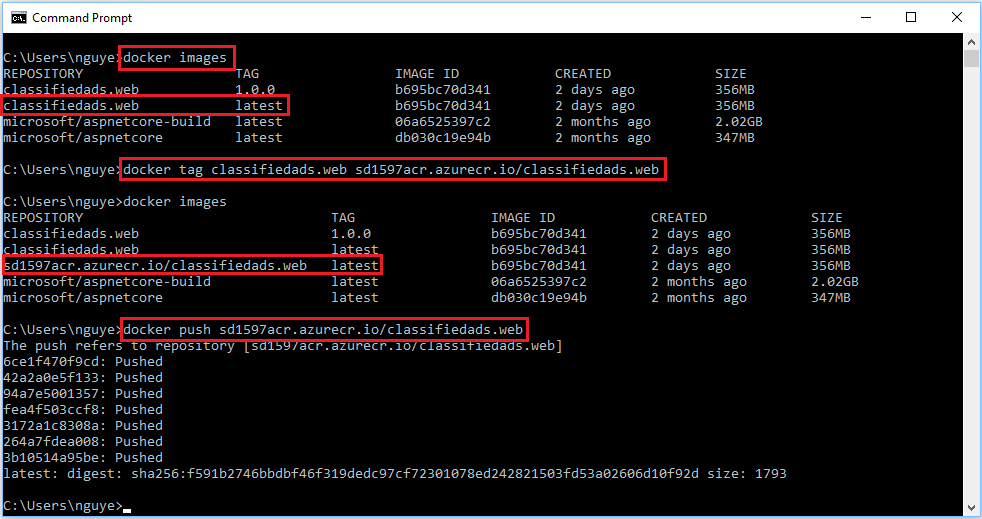 Command Prompt
C:\Users\nguye>docker images
REPOSITORY TAG IMAGE ID CREATED SIZE
classifiedads.web 1.0.0 b695bc70d341 2 days ago 356MB
classifiedads.web latest b695bc70d341 2 days ago 356MB
microsoft/aspnetcore-build latest 06a6525397c2 2 months ago 2.02GB
microsoft/aspnetcore latest db030c19e94b 2 months ago 347MB
C:\Users\nguye>docker tag classifiedads.web sd1597acr.azurecr.io/classifiedads.web
C:\Users\nguye>docker images
REPOSITORY TAG IMAGE ID CREATED SIZE
classifiedads.web 1.0.0 b695bc70d341 2 days ago 356MB
classifiedads.web latest b695bc70d341 2 days ago 356MB
sd1597acr.azurecr.io/classifiedads.web latest b695bc70d341 2 days ago 356MB
microsoft/aspnetcore-build latest 06a6525397c2 2 months ago 2.02GB
microsoft/aspnetcore latest db030c19e94b 2 months ago 347MB
C:\Users\nguye>docker push sd1597acr.azurecr.io/classifiedads.web
The push refers to repository [sd1597acr.azurecr.io/classifiedads.web]
6ce1f470f9cd: Pushed
42a2a0e5f133: Pushed
94a7e5001357: Pushed
fea4f503ccf8: Pushed
3172a1c8308a: Pushed
264a7fdea008: Pushed
3b10514a95be: Pushed
latest: digest: sha256:f591b2746bbdbf46f319dedc97cf72301078ed242821503fd53a02606d10f92d size: 1793
C:\Users\nguye>